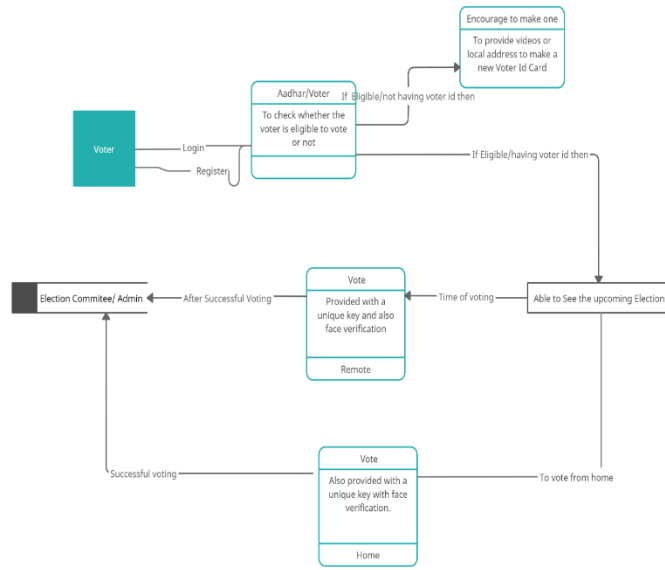 Encourage to make one
To provide videos or
local address to make a
new Voter Id Card
Aadhar/Voter
If Eligible/not having voter id then
To check whether the
voter is eligible to vote
or not
Voter
Login
Register
If Eligible/having voter id then
Vote
Provided with a
unique key and also
face verification
Remote
Election Commitee/ Admin
After Successful Voting
Time of voting
Able to See the upcoming Election
Vote
Also provided with a
unique key with face
verification.
Home
Successful voting
To vote from home